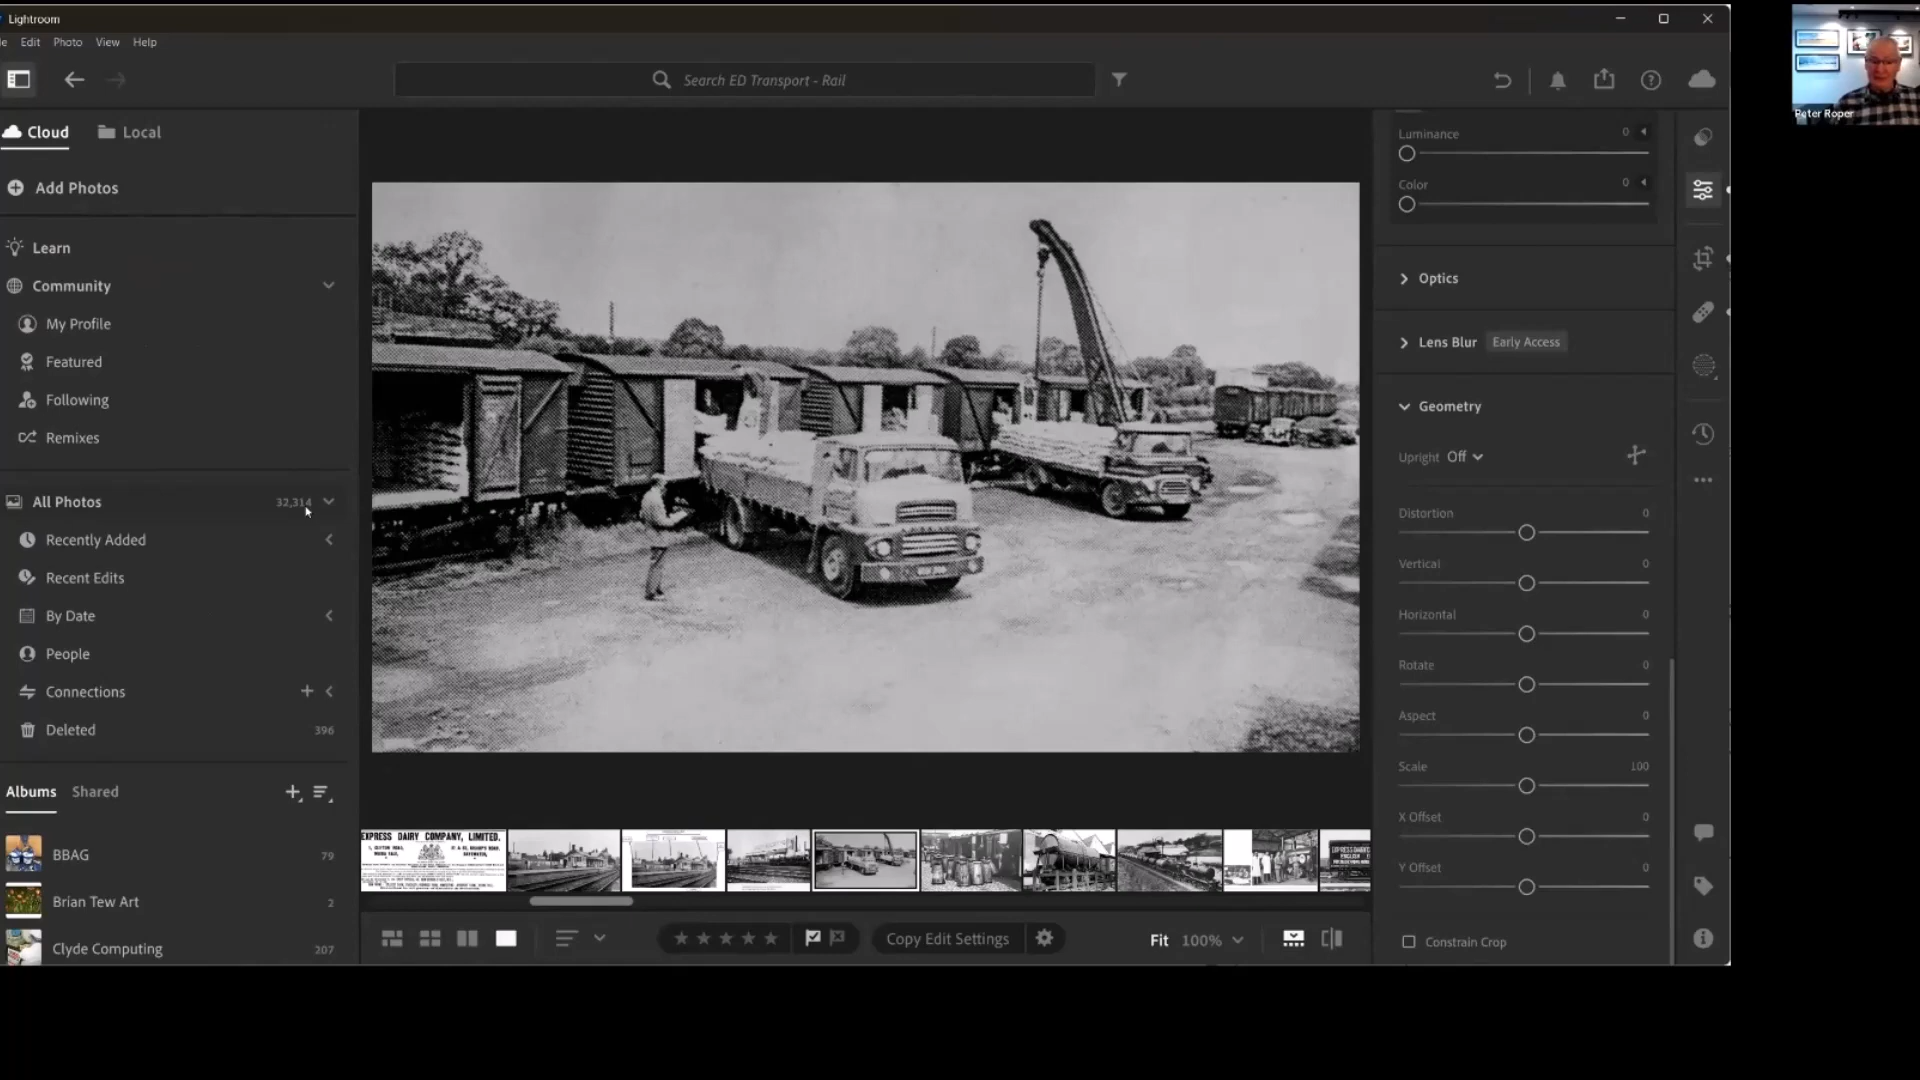 Lightroom
Edit Photo View Help
Search ED Transport - Rail
Peter Roper
Cloud Local
Add Photos
Learn
Community
My Profile
Featured
Following
Remixes
All Photos 32,314
Recently Added
Recent Edits
By Date
People
Connections
Deleted 396
Albums Shared
BBAG 79
Brian Tew Art 2
Clyde Computing 207
EXPRESS DAIRY COMPANY, LIMITED.
Copy Edit Settings
Fit 100%
Luminance 0
Color 0
Optics
Lens Blur Early Access
Geometry
Upright Off
Distortion 0
Vertical 0
Horizontal 0
Rotate 0
Aspect 0
Scale 100
X Offset 0
Y Offset 0
Constrain Crop